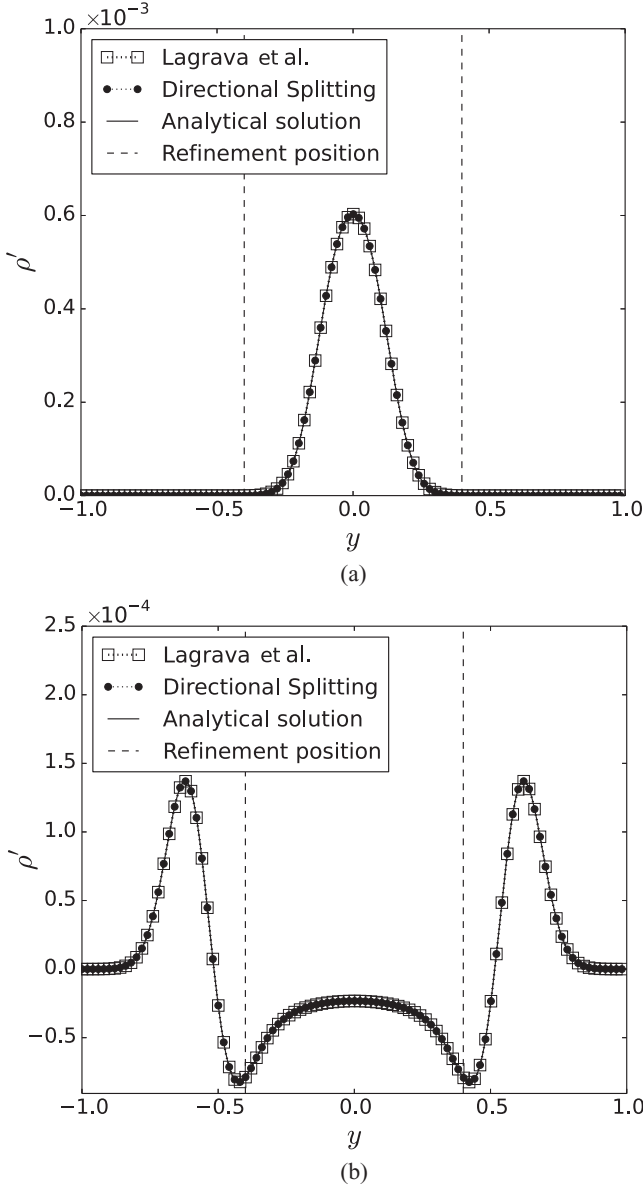 ×10⁻³
1.0
0.8
0.6
0.4
0.2
0.0
ρ′
Lagrava et al.
Directional Splitting
Analytical solution
Refinement position
−1.0 −0.5 0.0 0.5 1.0
y
(a)
×10⁻⁴
2.5
2.0
1.5
1.0
0.5
0.0
−0.5
ρ′
Lagrava et al.
Directional Splitting
Analytical solution
Refinement position
−1.0 −0.5 0.0 0.5 1.0
y
(b)